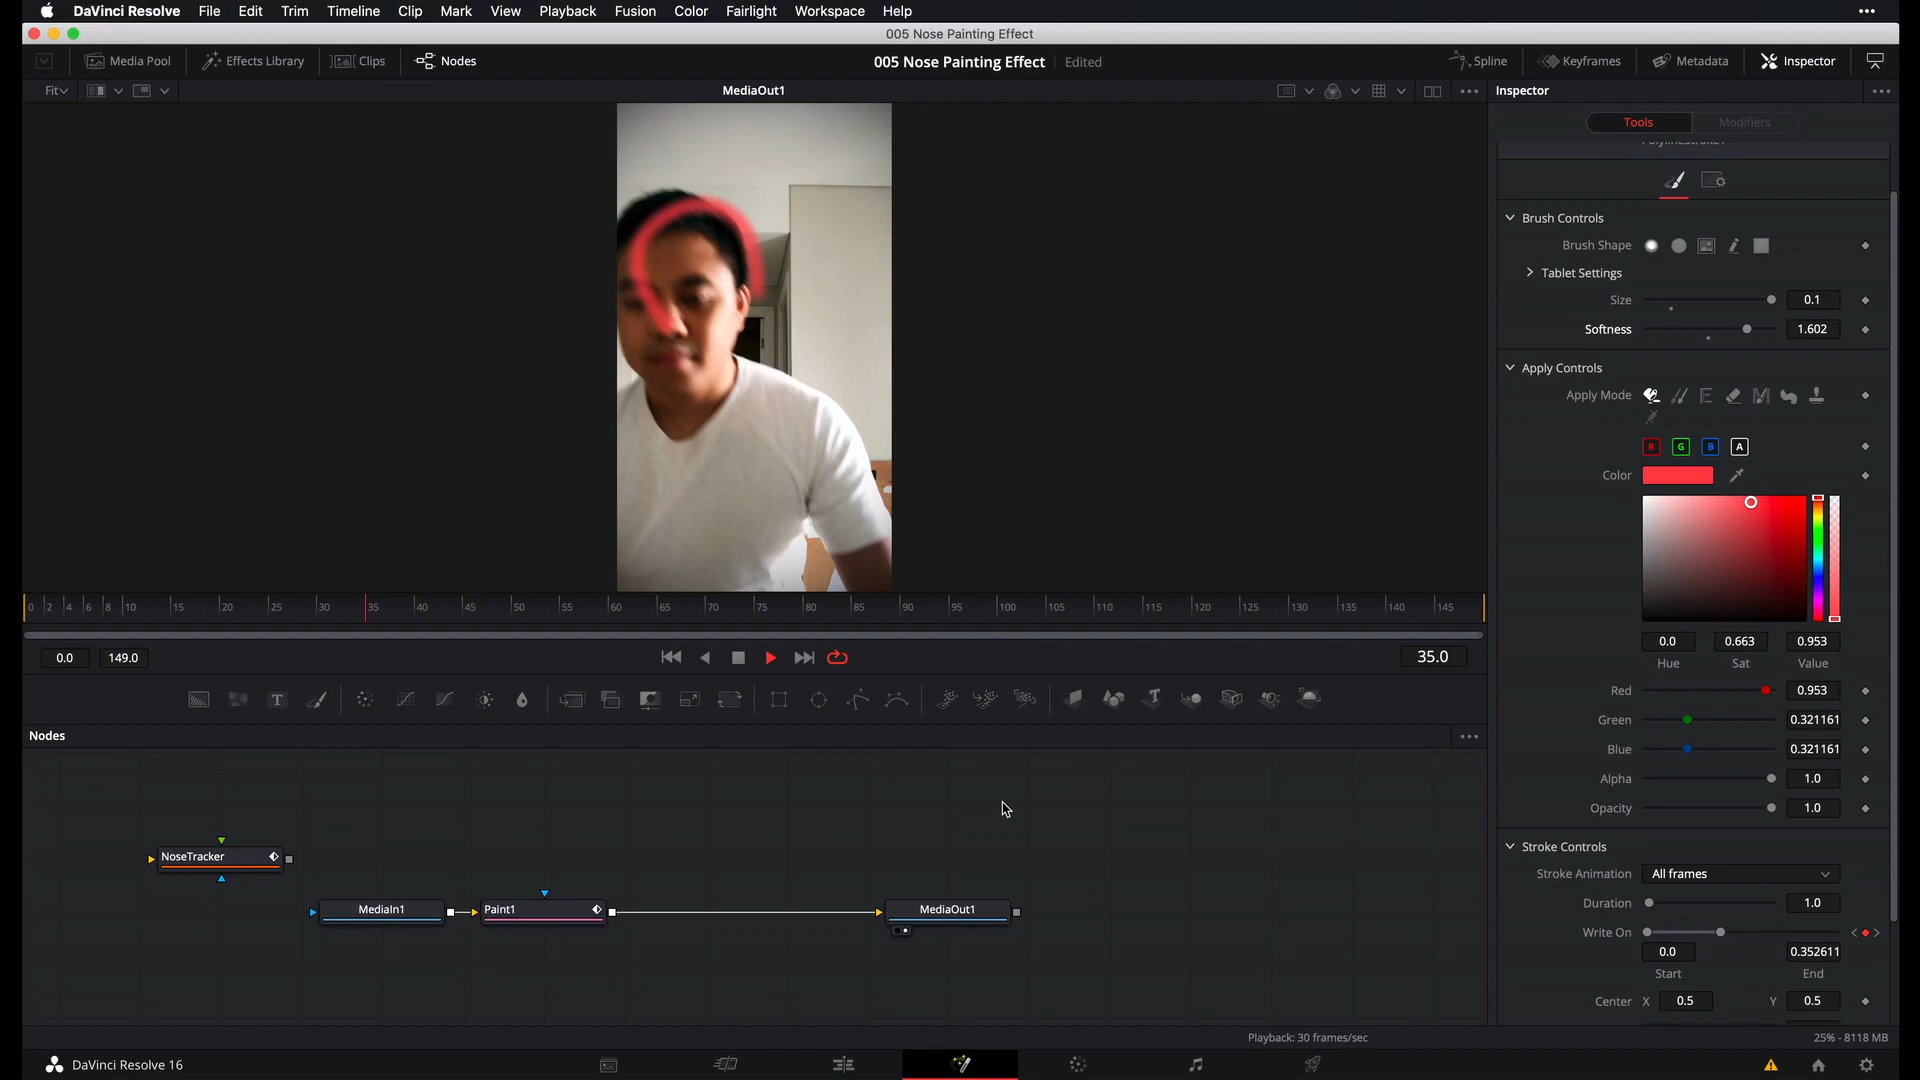 DaVinci Resolve File Edit Trim Timeline Clip Mark View Playback Fusion Color Fairlight Workspace Help
005 Nose Painting Effect
Media Pool Effects Library Clips Nodes 005 Nose Painting Effect Edited Spline Keyframes Metadata Inspector
Fit MediaOut1 Inspector
Tools Modifiers
PolylineStroke1
Brush Controls
Brush Shape
Tablet Settings
Size 0.1
Softness 1.602
Apply Controls
Apply Mode
R G B A
Color
0.0 0.663 0.953
Hue Sat Value
Red 0.953
Green 0.321161
Blue 0.321161
Alpha 1.0
Opacity 1.0
Stroke Controls
Stroke Animation All frames
Duration 1.0
Write On
0.0 0.352611
Start End
Center X 0.5 Y 0.5
0 2 4 6 8 10 15 20 25 30 35 40 45 50 55 60 65 70 75 80 85 90 95 100 105 110 115 120 125 130 135 140 145
0.0 149.0 35.0
Nodes
NoseTracker
MediaIn1 Paint1 MediaOut1
Playback: 30 frames/sec 25% - 8118 MB
DaVinci Resolve 16